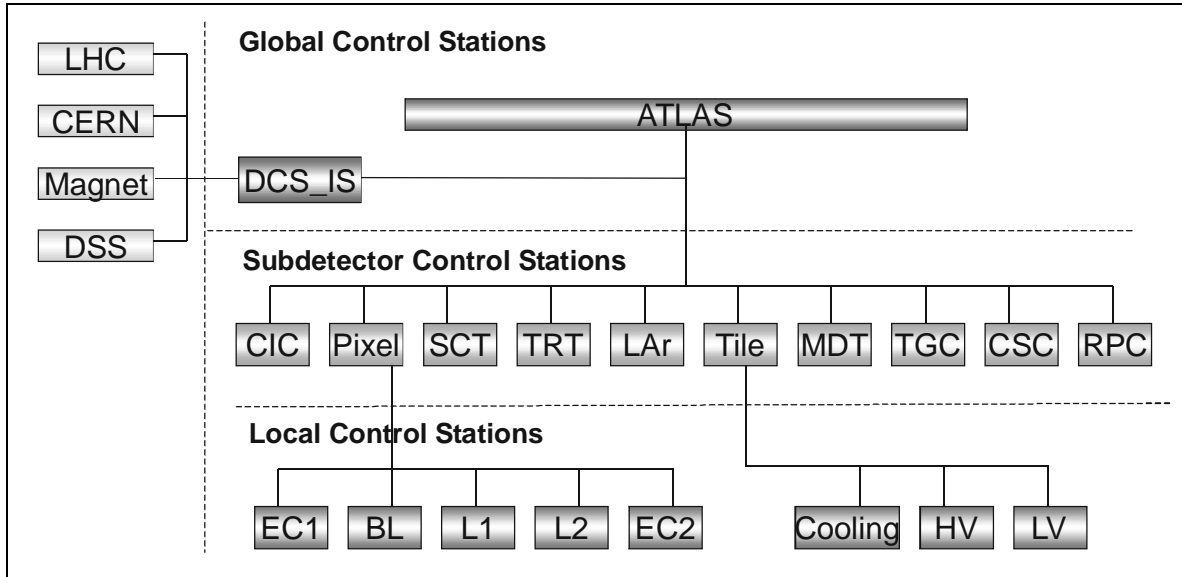 LHC
CERN
Magnet
DSS
Global Control Stations
ATLAS
DCS_IS
Subdetector Control Stations
CIC Pixel SCT TRT LAr Tile MDT TGC CSC RPC
Local Control Stations
EC1 BL L1 L2 EC2 Cooling HV LV